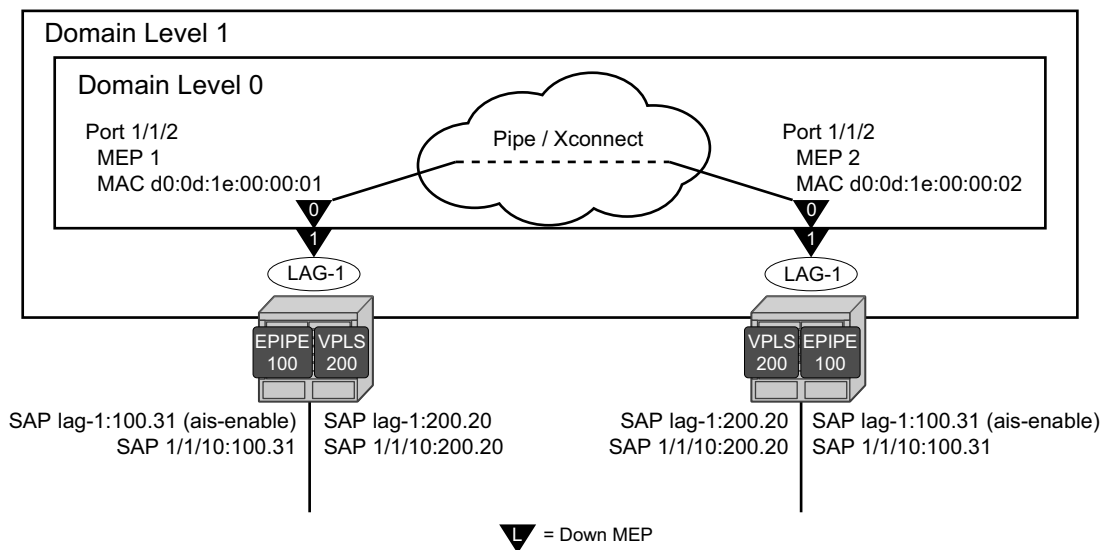 Domain Level 1
Domain Level 0
Port 1/1/2
MEP 1
MAC d0:0d:1e:00:00:01
Pipe / Xconnect
Port 1/1/2
MEP 2
MAC d0:0d:1e:00:00:02
0
0
1
1
LAG-1
LAG-1
EPIPE
100
VPLS
200
VPLS
200
EPIPE
100
SAP lag-1:100.31 (ais-enable)
SAP 1/1/10:100.31
SAP lag-1:200.20
SAP 1/1/10:200.20
SAP lag-1:200.20
SAP 1/1/10:200.20
SAP lag-1:100.31 (ais-enable)
SAP 1/1/10:100.31
L = Down MEP